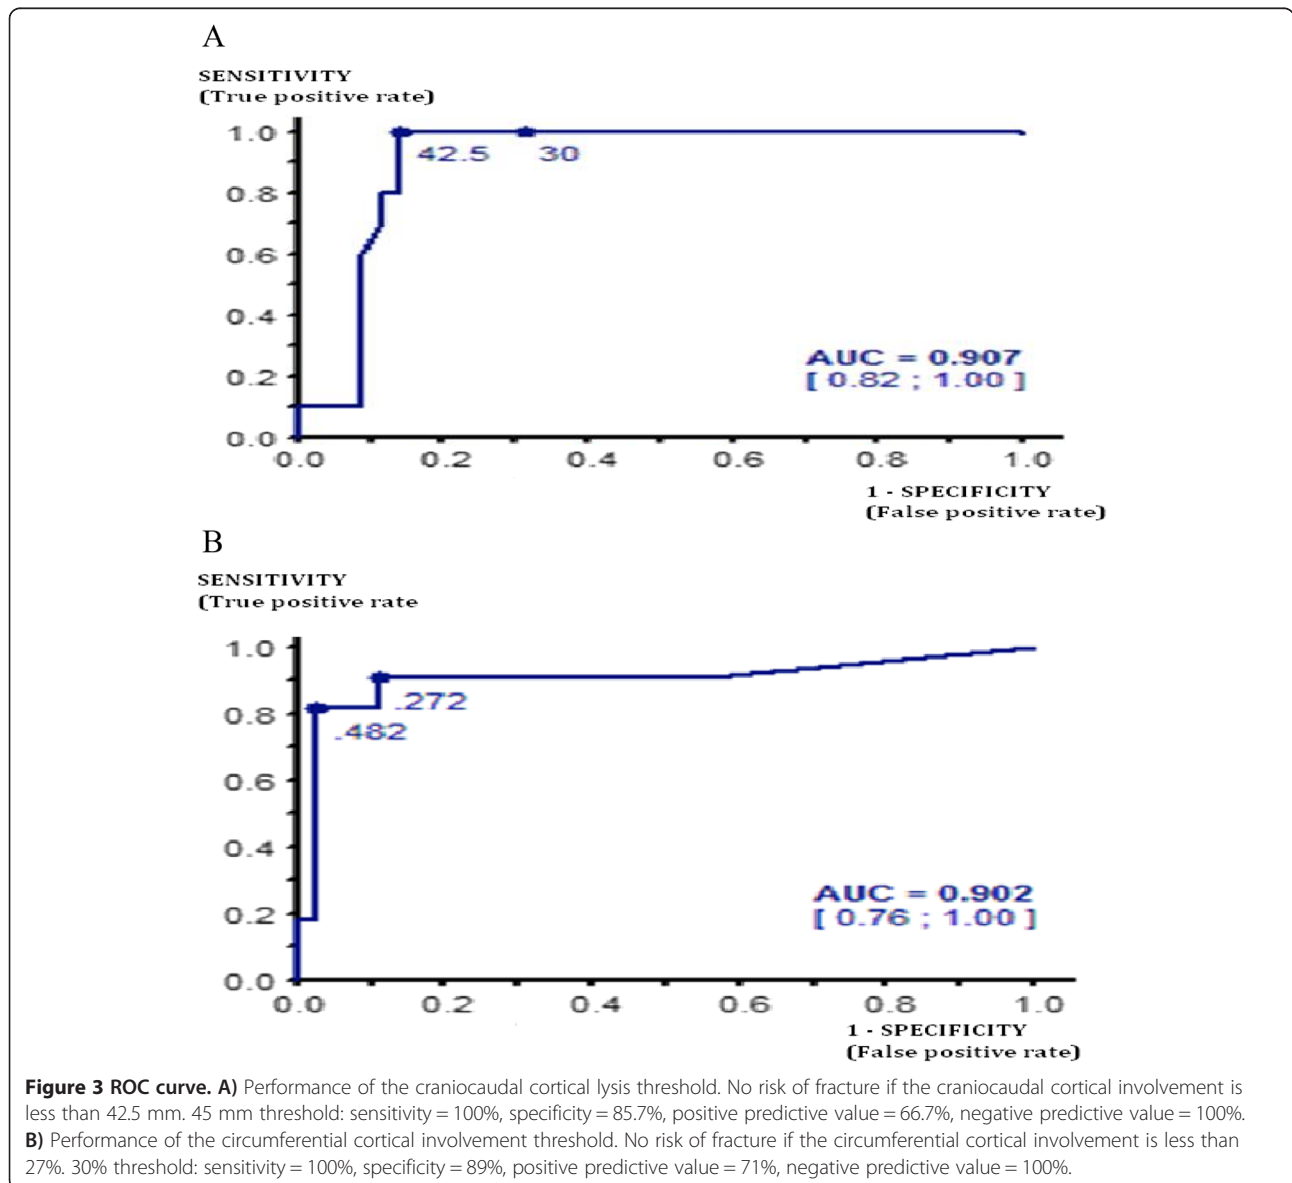 A
SENSITIVITY
(True positive rate)
1.0
42.5 30
0.8
0.6
0.4
AUC = 0.907
0.2
[ 0.82 ; 1.00 ]
0.0
0.0 0.2 0.4 0.6 0.8 1.0
1 - SPECIFICITY
(False positive rate)
B
SENSITIVITY
(True positive rate
1.0
.272
0.8
.482
0.6
0.4
AUC = 0.902
0.2
[ 0.76 ; 1.00 ]
0.0
0.0 0.2 0.4 0.6 0.8 1.0
1 - SPECIFICITY
(False positive rate)
Figure 3 ROC curve. A) Performance of the craniocaudal cortical lysis threshold. No risk of fracture if the craniocaudal cortical involvement is
less than 42.5 mm. 45 mm threshold: sensitivity = 100%, specificity = 85.7%, positive predictive value = 66.7%, negative predictive value = 100%.
B) Performance of the circumferential cortical involvement threshold. No risk of fracture if the circumferential cortical involvement is less than
27%. 30% threshold: sensitivity = 100%, specificity = 89%, positive predictive value = 71%, negative predictive value = 100%.